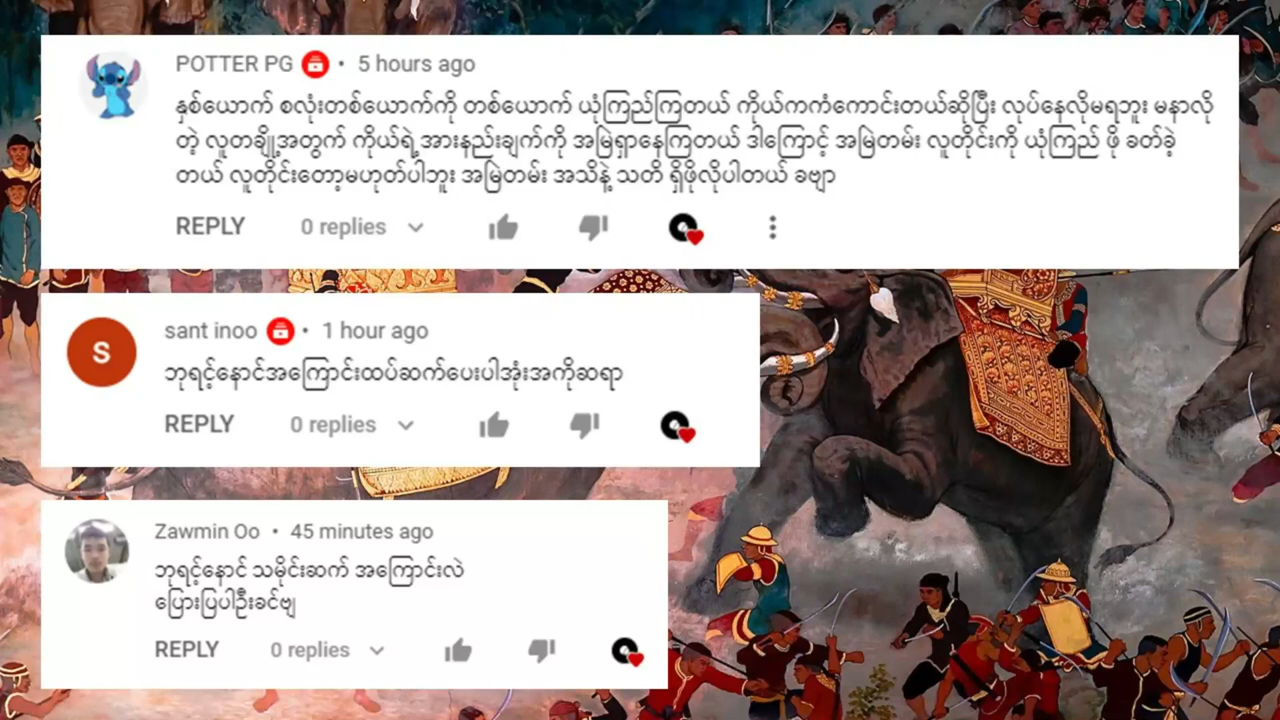 POTTER PG • 5 hours ago
နှစ်ယောက် စလုံးတစ်ယောက်ကို တစ်ယောက် ယုံကြည်ကြတယ် ကိုယ်ကကံကောင်းတယ်ဆိုပြီး လုပ်နေလို့မရဘူး မနာလို
တဲ့ လူတချို့အတွက် ကိုယ်ရဲ့အားနည်းချက်ကို အမြဲရှာနေကြတယ် ဒါကြောင့် အမြဲတမ်း လူတိုင်းကို ယုံကြည် ဖို့ ခတ်ခဲ့
တယ် လူတိုင်းတော့မဟုတ်ပါဘူး အမြဲတမ်း အသိနဲ့ သတိ ရှိဖို့လိုပါတယ် ခဗျာ
REPLY 0 replies
sant inoo • 1 hour ago
S
ဘုရင့်နောင်အကြောင်းထပ်ဆက်ပေးပါအုံးအကိုဆရာ
REPLY 0 replies
Zawmin Oo • 45 minutes ago
ဘုရင့်နောင် သမိုင်းဆက် အကြောင်းလဲ
ပြောပြပါဦးခင်ဗျ
REPLY 0 replies